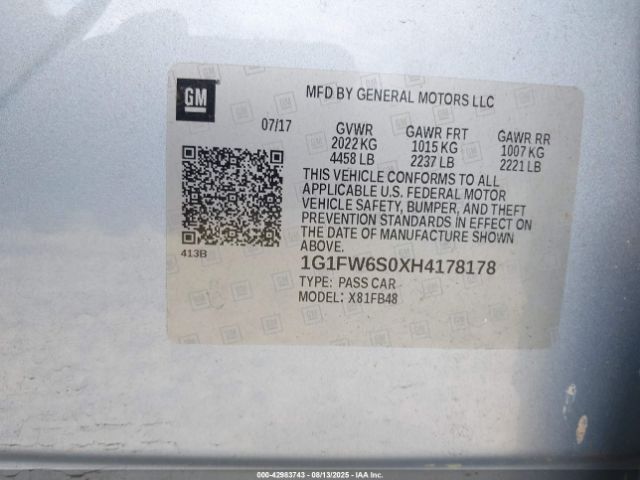 GM
MFD BY GENERAL MOTORS LLC
07/17
GVWR GAWR FRT GAWR RR
2022 KG 1015 KG 1007 KG
4458 LB 2237 LB 2221 LB
THIS VEHICLE CONFORMS TO ALL
APPLICABLE U.S. FEDERAL MOTOR
VEHICLE SAFETY, BUMPER, AND THEFT
PREVENTION STANDARDS IN EFFECT ON
THE DATE OF MANUFACTURE SHOWN
ABOVE.
413B
1G1FW6S0XH4178178
TYPE: PASS CAR
MODEL: X81FB48
000-42983743 - 08/13/2025 - IAA Inc.